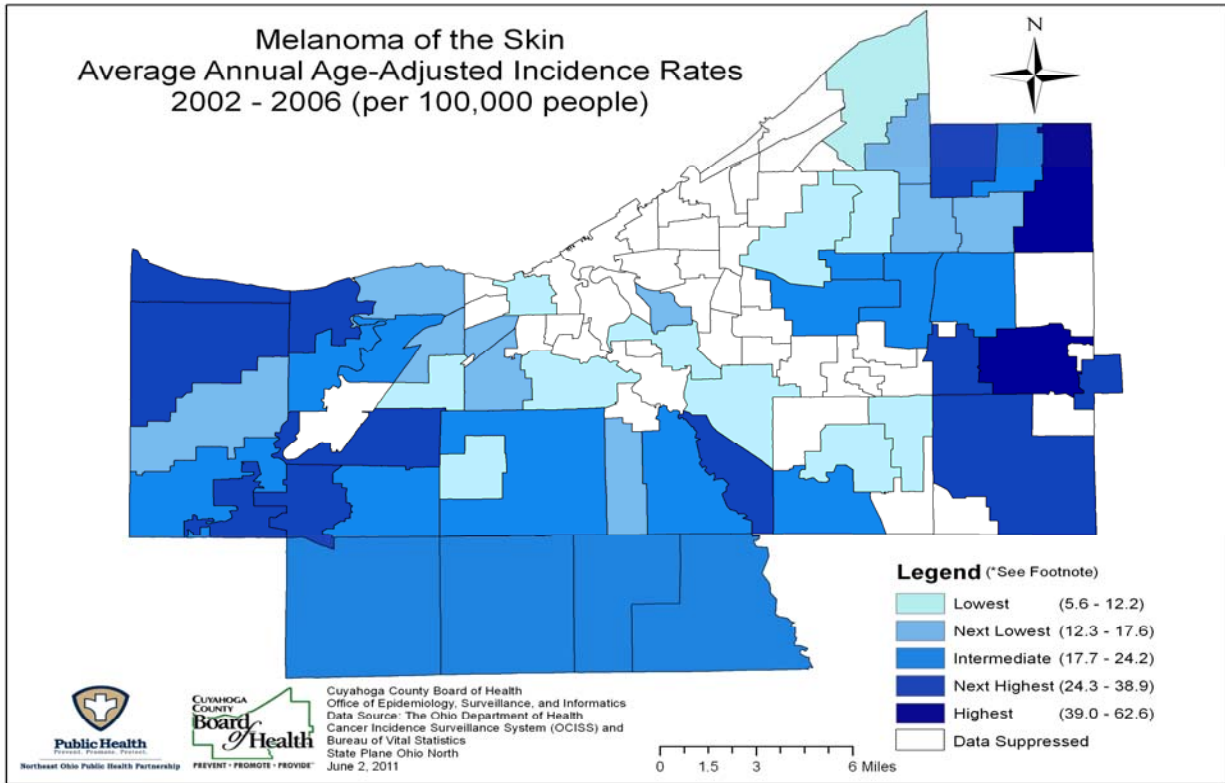 Melanoma of the Skin
Average Annual Age-Adjusted Incidence Rates
2002 - 2006 (per 100,000 people)
N
Legend (*See Footnote)
Lowest (5.6 - 12.2)
Next Lowest (12.3 - 17.6)
Intermediate (17.7 - 24.2)
Next Highest (24.3 - 38.9)
Highest (39.0 - 62.6)
Data Suppressed
Public Health
Prevent. Promote. Protect.
Northeast Ohio Public Health Partnership
CUYAHOGA
COUNTY
Board
of Health
PREVENT • PROMOTE • PROVIDE
Cuyahoga County Board of Health
Office of Epidemiology, Surveillance, and Informatics
Data Source: The Ohio Department of Health
Cancer Incidence Surveillance System (OCISS) and
Bureau of Vital Statistics
State Plane Ohio North
June 2, 2011
0 1.5 3 6 Miles